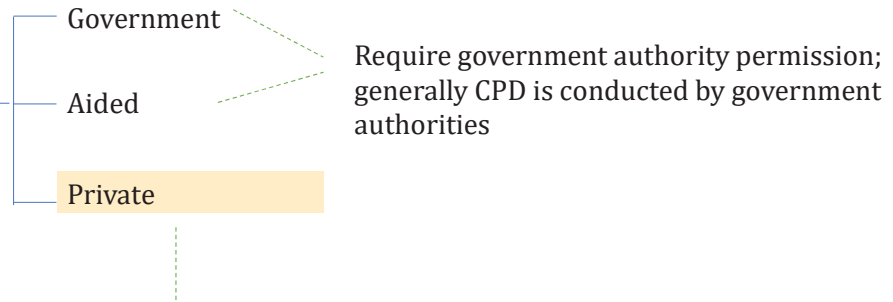 Government
Require government authority permission;
generally CPD is conducted by government
authorities
Aided
Private